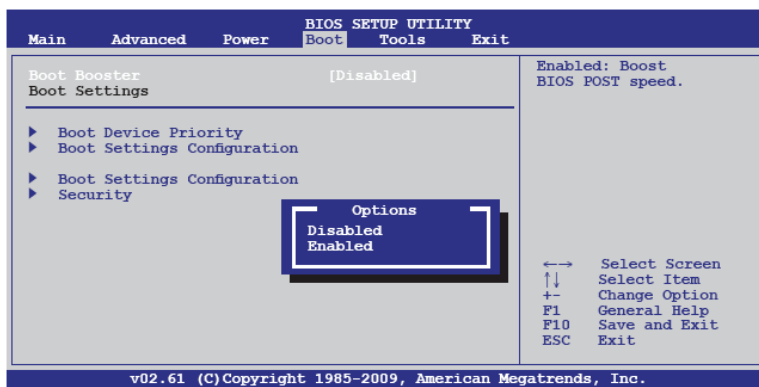 BIOS SETUP UTILITY
Main Advanced Power Boot Tools Exit
Boot Booster [Disabled]
Boot Settings
Boot Device Priority
Boot Settings Configuration
Boot Settings Configuration
Security
Options
Disabled
Enabled
Enabled: Boost
BIOS POST speed.
←→ Select Screen
↑↓ Select Item
+- Change Option
F1 General Help
F10 Save and Exit
ESC Exit
v02.61 (C)Copyright 1985-2009, American Megatrends, Inc.